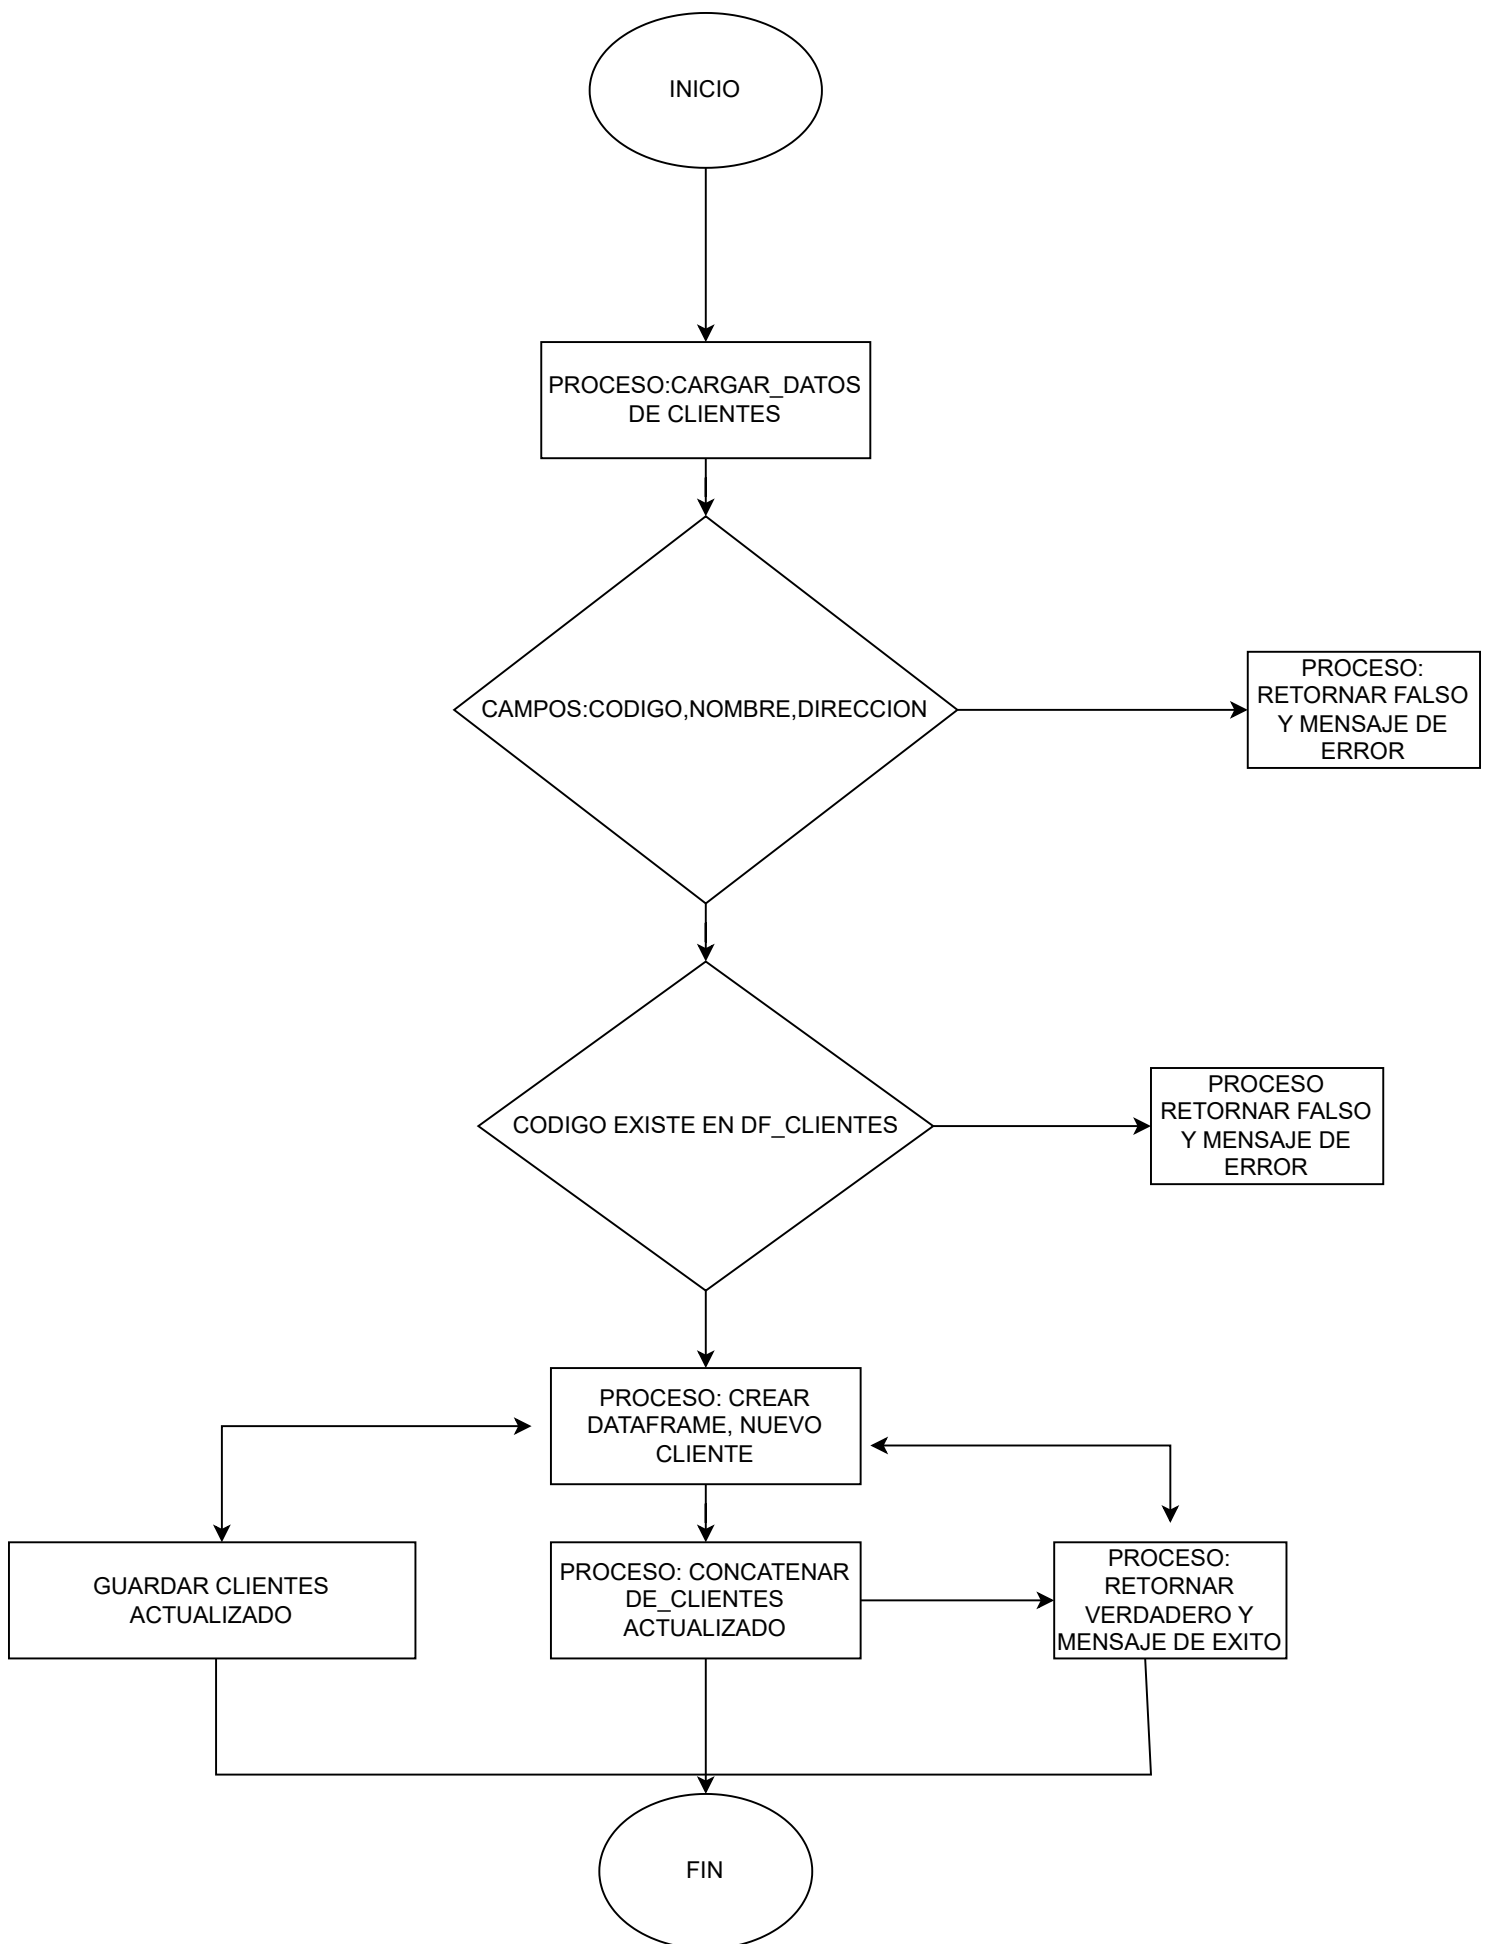 INICIO
PROCESO:CARGAR_DATOS
DE CLIENTES
CAMPOS:CODIGO,NOMBRE,DIRECCION
PROCESO:
RETORNAR FALSO
Y MENSAJE DE
ERROR
CODIGO EXISTE EN DF_CLIENTES
PROCESO
RETORNAR FALSO
Y MENSAJE DE
ERROR
PROCESO: CREAR
DATAFRAME, NUEVO
CLIENTE
GUARDAR CLIENTES
ACTUALIZADO
PROCESO: CONCATENAR
DE_CLIENTES
ACTUALIZADO
PROCESO:
RETORNAR
VERDADERO Y
MENSAJE DE EXITO
FIN